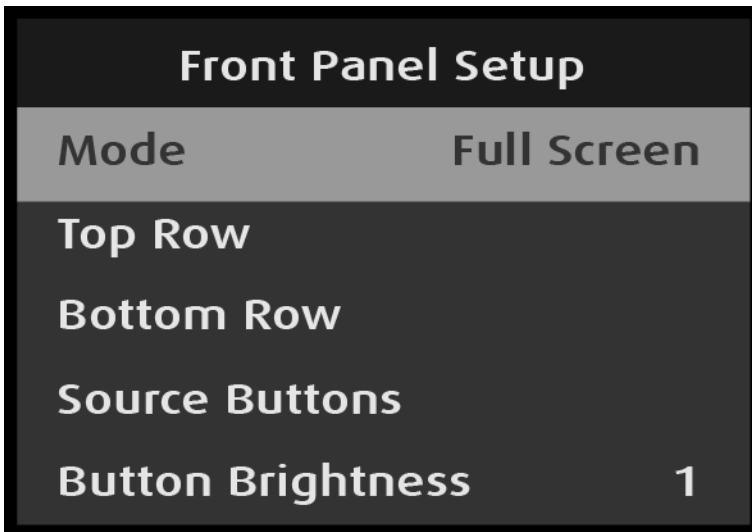 Front Panel Setup
Mode Full Screen
Top Row
Bottom Row
Source Buttons
Button Brightness 1